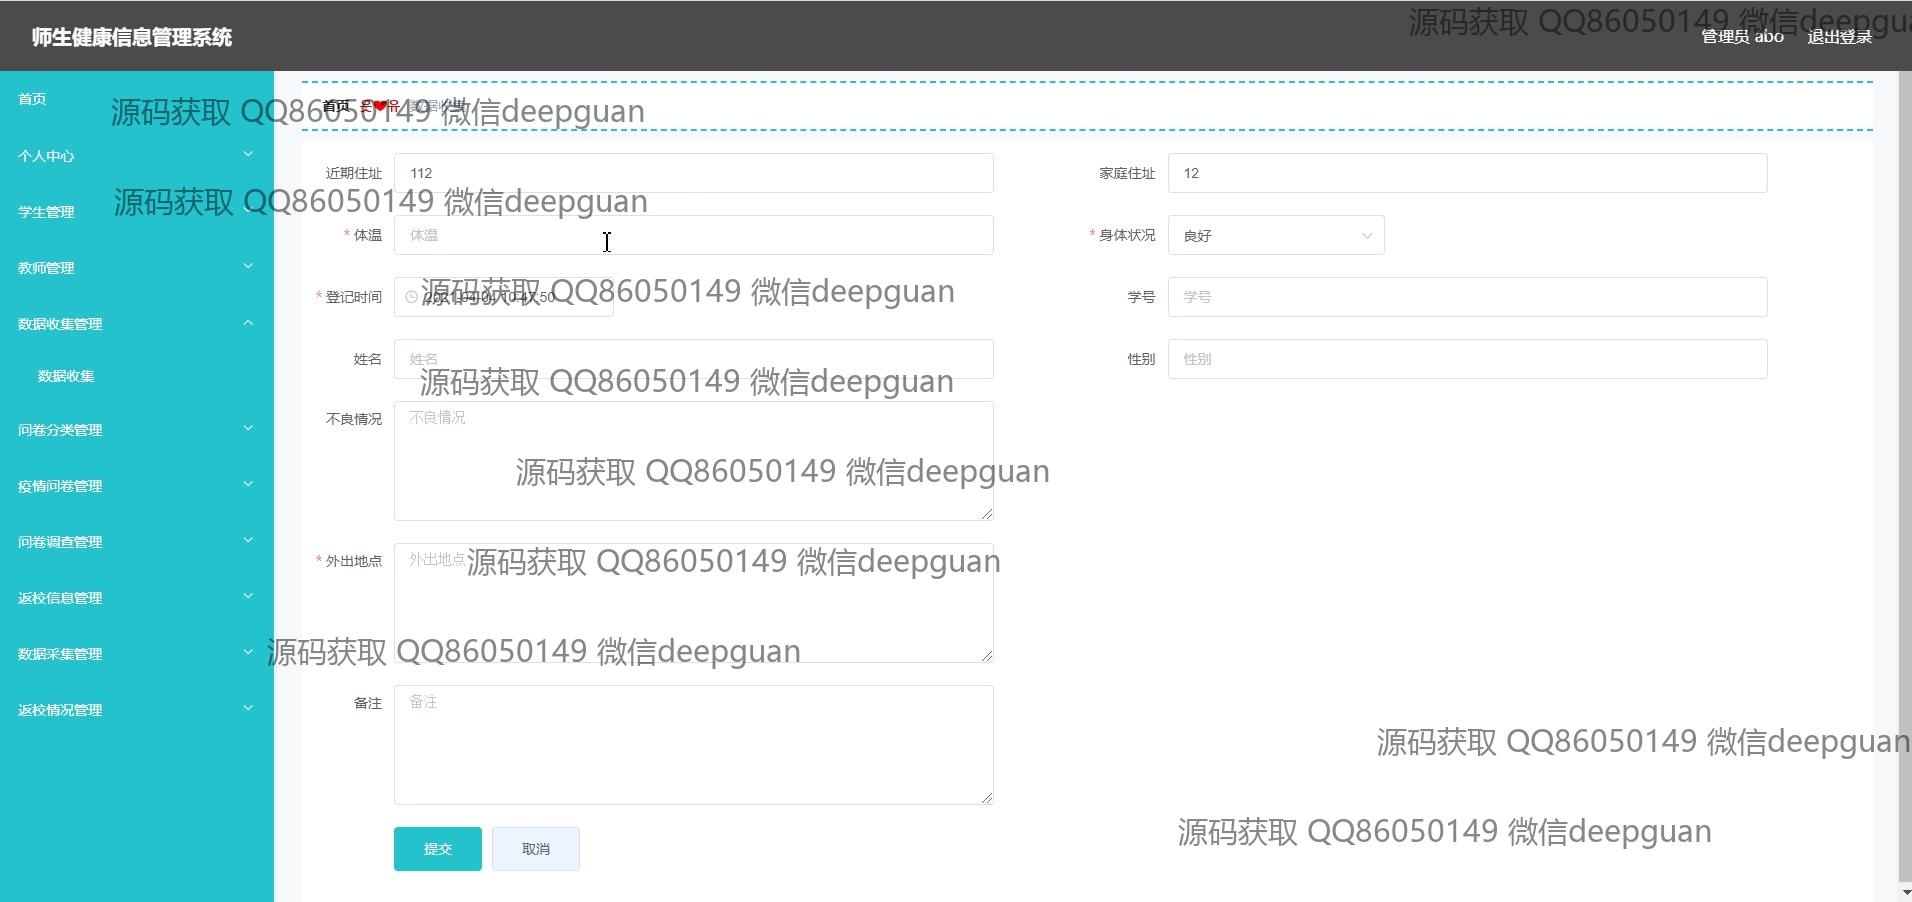 师生健康信息管理系统
源码获取 QQ86050149 微信deepgua
管理员 abo
退出登录
首页
个人中心
学生管理
教师管理
数据收集管理
数据收集
问卷分类管理
疫情问卷管理
问卷调查管理
返校信息管理
数据采集管理
返校情况管理
首页 数据收集
源码获取 QQ86050149 微信deepguan
近期住址 112
家庭住址 12
源码获取 QQ86050149 微信deepguan
* 体温 体温
* 身体状况 良好
* 登记时间 2021-04-04 10:47:50
学号 学号
源码获取 QQ86050149 微信deepguan
姓名 姓名
性别 性别
源码获取 QQ86050149 微信deepguan
不良情况 不良情况
源码获取 QQ86050149 微信deepguan
* 外出地点 外出地点
源码获取 QQ86050149 微信deepguan
源码获取 QQ86050149 微信deepguan
备注 备注
源码获取 QQ86050149 微信deepguan
源码获取 QQ86050149 微信deepguan
提交
取消